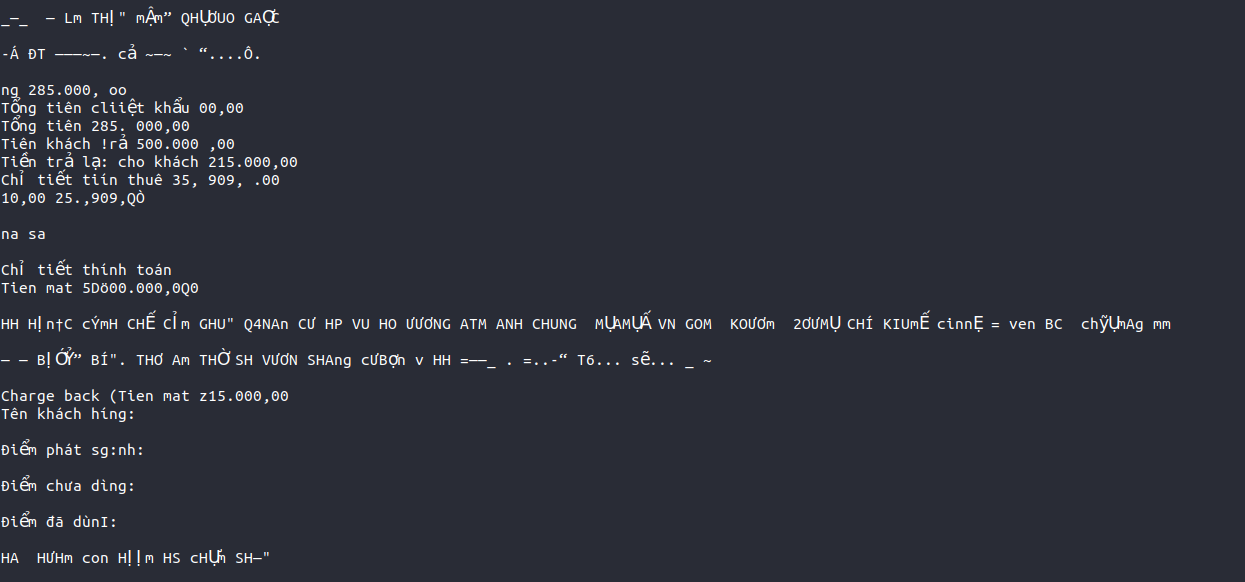 _—_ — Lm THỊ" mẬm” QHƯƠUO GAỢC
-Á ĐT ———~—. cả ~—~ ` “....Ô.
ng 285.000, oo
Tổng tiên cliiệt khẩu 00,00
Tổng tiên 285. 000,00
Tiên khách !rả 500.000 ,00
Tiền trả lạ: cho khách 215.000,00
Chỉ tiết tiín thuê 35, 909, .00
10,00 25.,909,QÒ
na sa
Chỉ tiết thính toán
Tien mat 5Dö00.000,0Q0
HH HỊn†C cÝmH CHẾ CỈm GHU" Q4NAn CƯ HP VU HO ƯƯƠNG ATM ANH CHUNG MỤAMỤẤ VN GOM KOƯƠm 2ƠƯMỤ CHÍ KIUmẾ cinnẸ = ven BC chỹỤmAg mm
— — BỊ ỚÝ” BÍ". THƠ Am THỜ SH VƯƠN SHAng cƯBợn v HH =——_ . =..-“ T6... sẽ... _ ~
Charge back (Tien mat z15.000,00
Tên khách híng:
Điểm phát sg:nh:
Điểm chưa dìng:
Điểm đã dùnI:
HA HƯHm con HỊ|m HS cHỰm SH—"